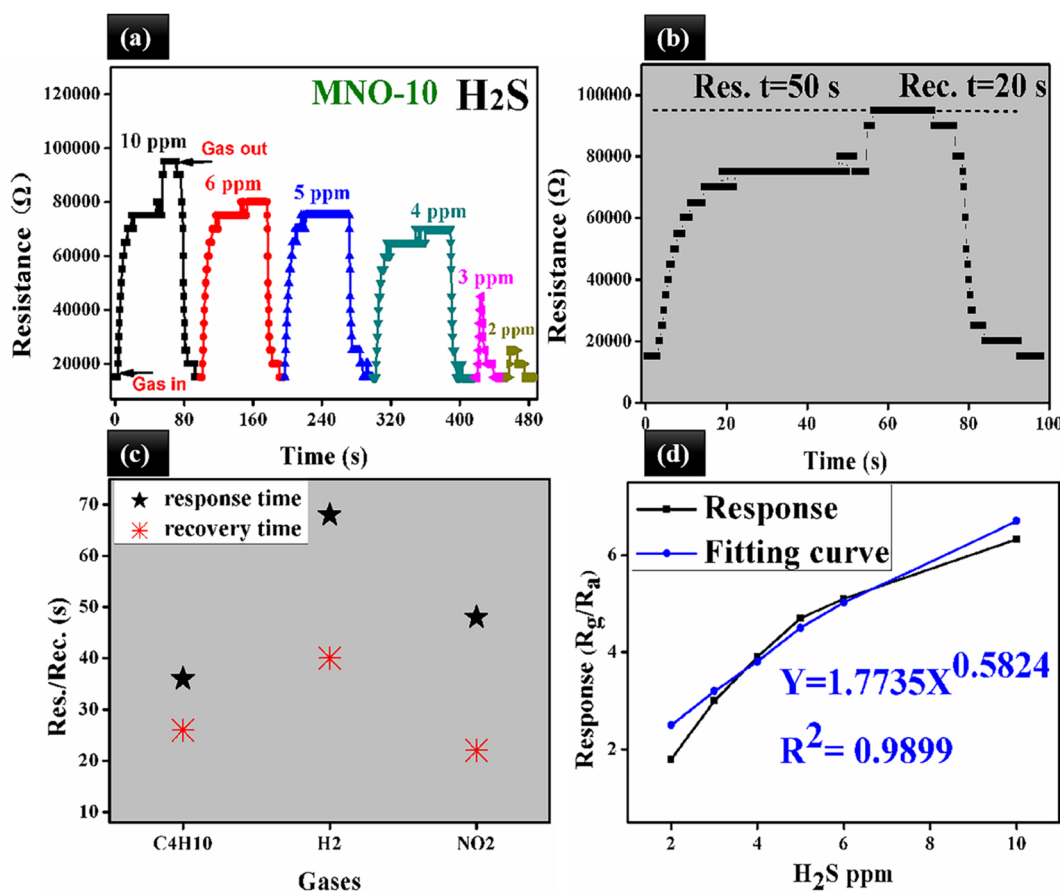 (a)
MNO-10 H2S
120000
100000
80000
60000
40000
20000
Resistance (Ω)
10 ppm
Gas out
6 ppm
5 ppm
4 ppm
3 ppm
2 ppm
Gas in
0 80 160 240 320 400 480
Time (s)
(b)
Res. t=50 s Rec. t=20 s
100000
80000
60000
40000
20000
0
Resistance (Ω)
0 20 40 60 80 100
Time (s)
(c)
response time
recovery time
70
60
50
40
30
20
10
Res./Rec. (s)
C4H10 H2 NO2
Gases
(d)
Response
Fitting curve
6
4
2
Response (Rg/Ra)
Y=1.7735X^0.5824
R^2= 0.9899
2 4 6 8 10
H2S ppm